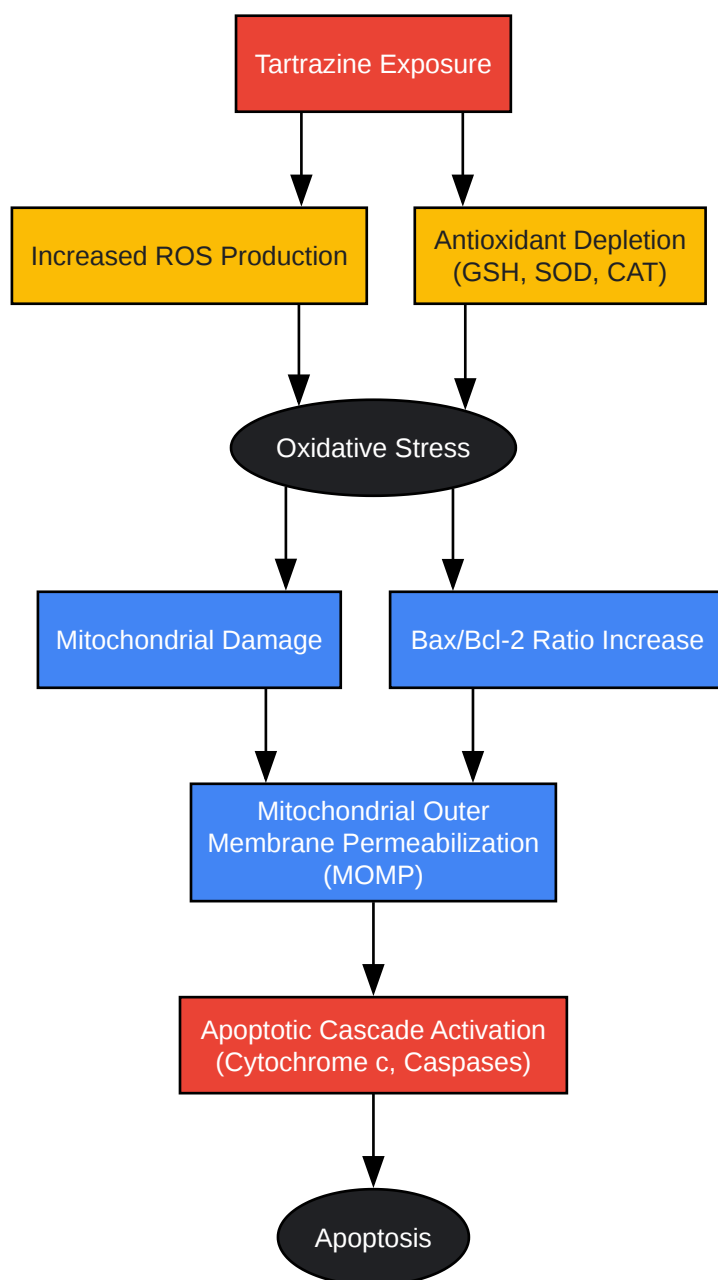 Tartrazine Exposure
Increased ROS Production
Antioxidant Depletion
(GSH, SOD, CAT)
Oxidative Stress
Mitochondrial Damage
Bax/Bcl-2 Ratio Increase
Mitochondrial Outer
Membrane Permeabilization
(MOMP)
Apoptotic Cascade Activation
(Cytochrome c, Caspases)
Apoptosis